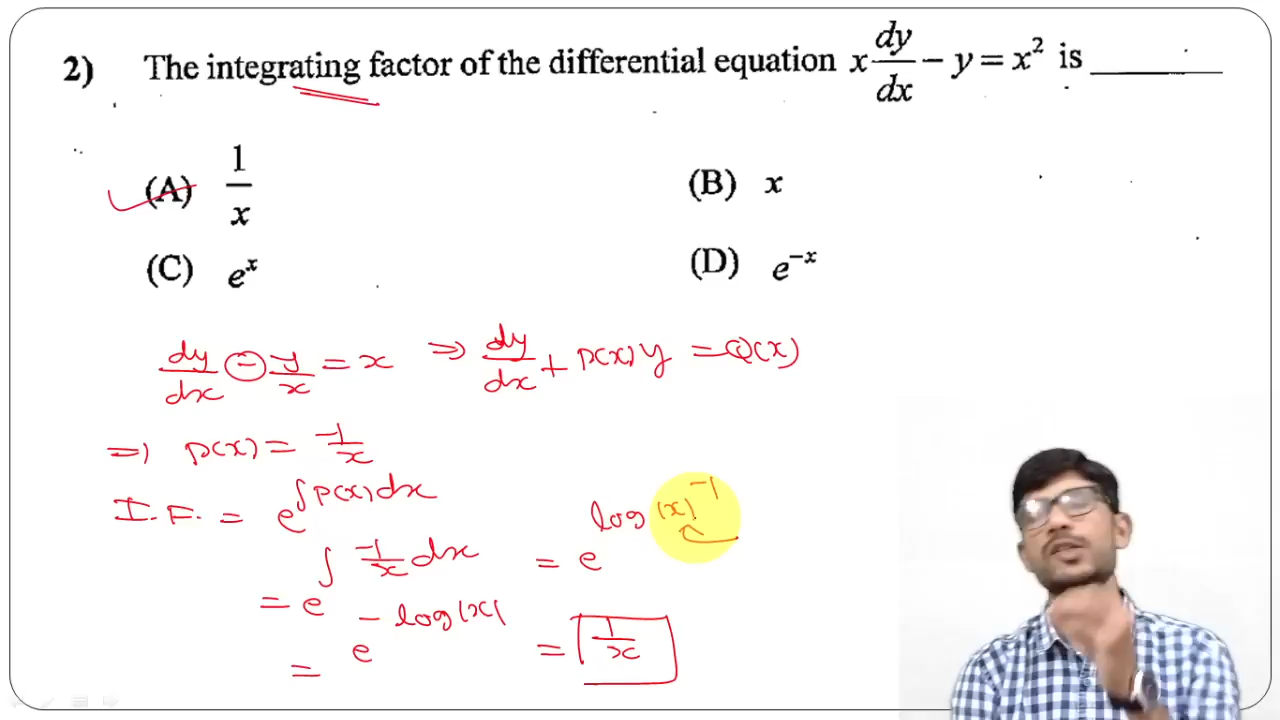 2) The integrating factor of the differential equation x dy/dx − y = x² is ________
(A) 1/x
(B) x
(C) eˣ
(D) e⁻ˣ
dy/dx − y/x = x ⇒ dy/dx + P(x) y = Q(x)
⇒ P(x) = −1/x
I.F. = e^∫P(x)dx
= e^∫ −1/x dx
= e^−log|x|
= e^log|x|^−1
= 1/x